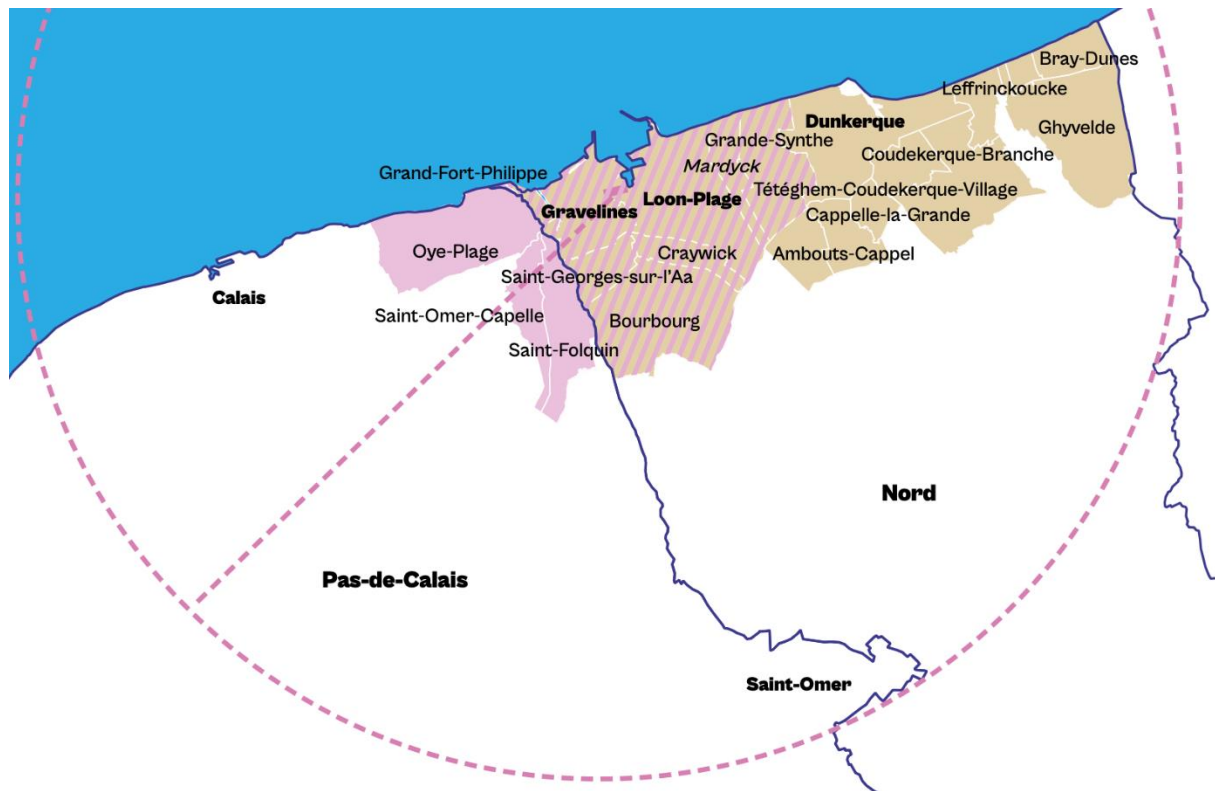 Bray-Dunes
Leffrinckoucke
Dunkerque
Ghyvelde
Grande-Synthe
Coudekerque-Branche
Mardyck
Grand-Fort-Philippe
Tétéghem-Coudekerque-Village
Loon-Plage
Gravelines
Cappelle-la-Grande
Oye-Plage
Craywick
Ambouts-Cappel
Saint-Georges-sur-l'Aa
Calais
Saint-Omer-Capelle
Bourbourg
Saint-Folquin
Nord
Pas-de-Calais
Saint-Omer